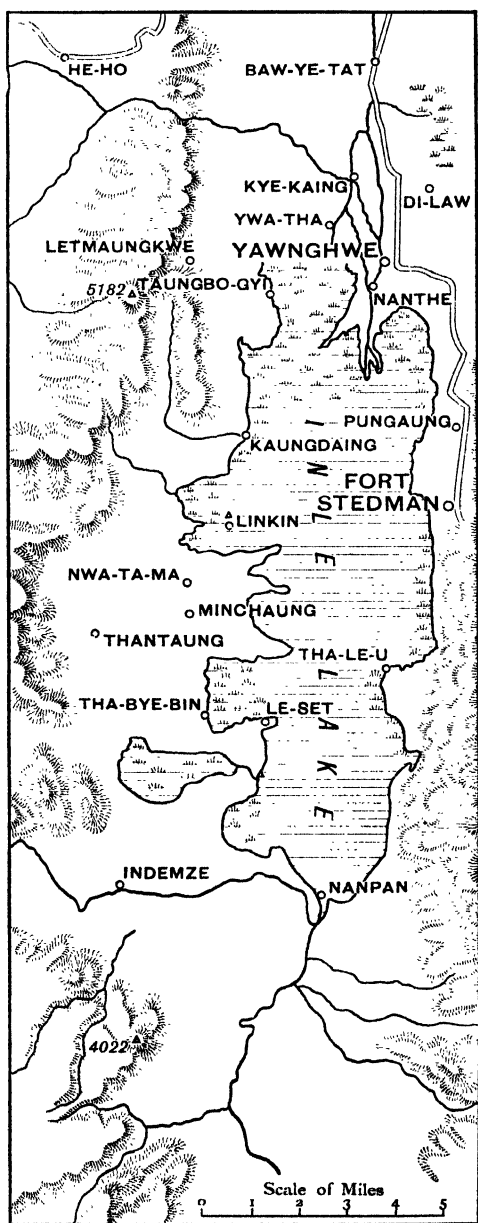 HE-HO
BAW-YE-TAT
KYE-KAING
DI-LAW
YWA-THA
LETMAUNGKWE
YAWNGHWE
5182
TAUNGBO-GYI
NANTHE
PUNGAUNG
KAUNGDAING
FORT
STEDMAN
LINKIN
INLE
NWA-TA-MA
MINCHAUNG
THANTAUNG
THA-LE-U
THA-BYE-BIN
LE-SET
LAKE
INDEMZE
NANPAN
4022
Scale of Miles
0 1 2 3 4 5